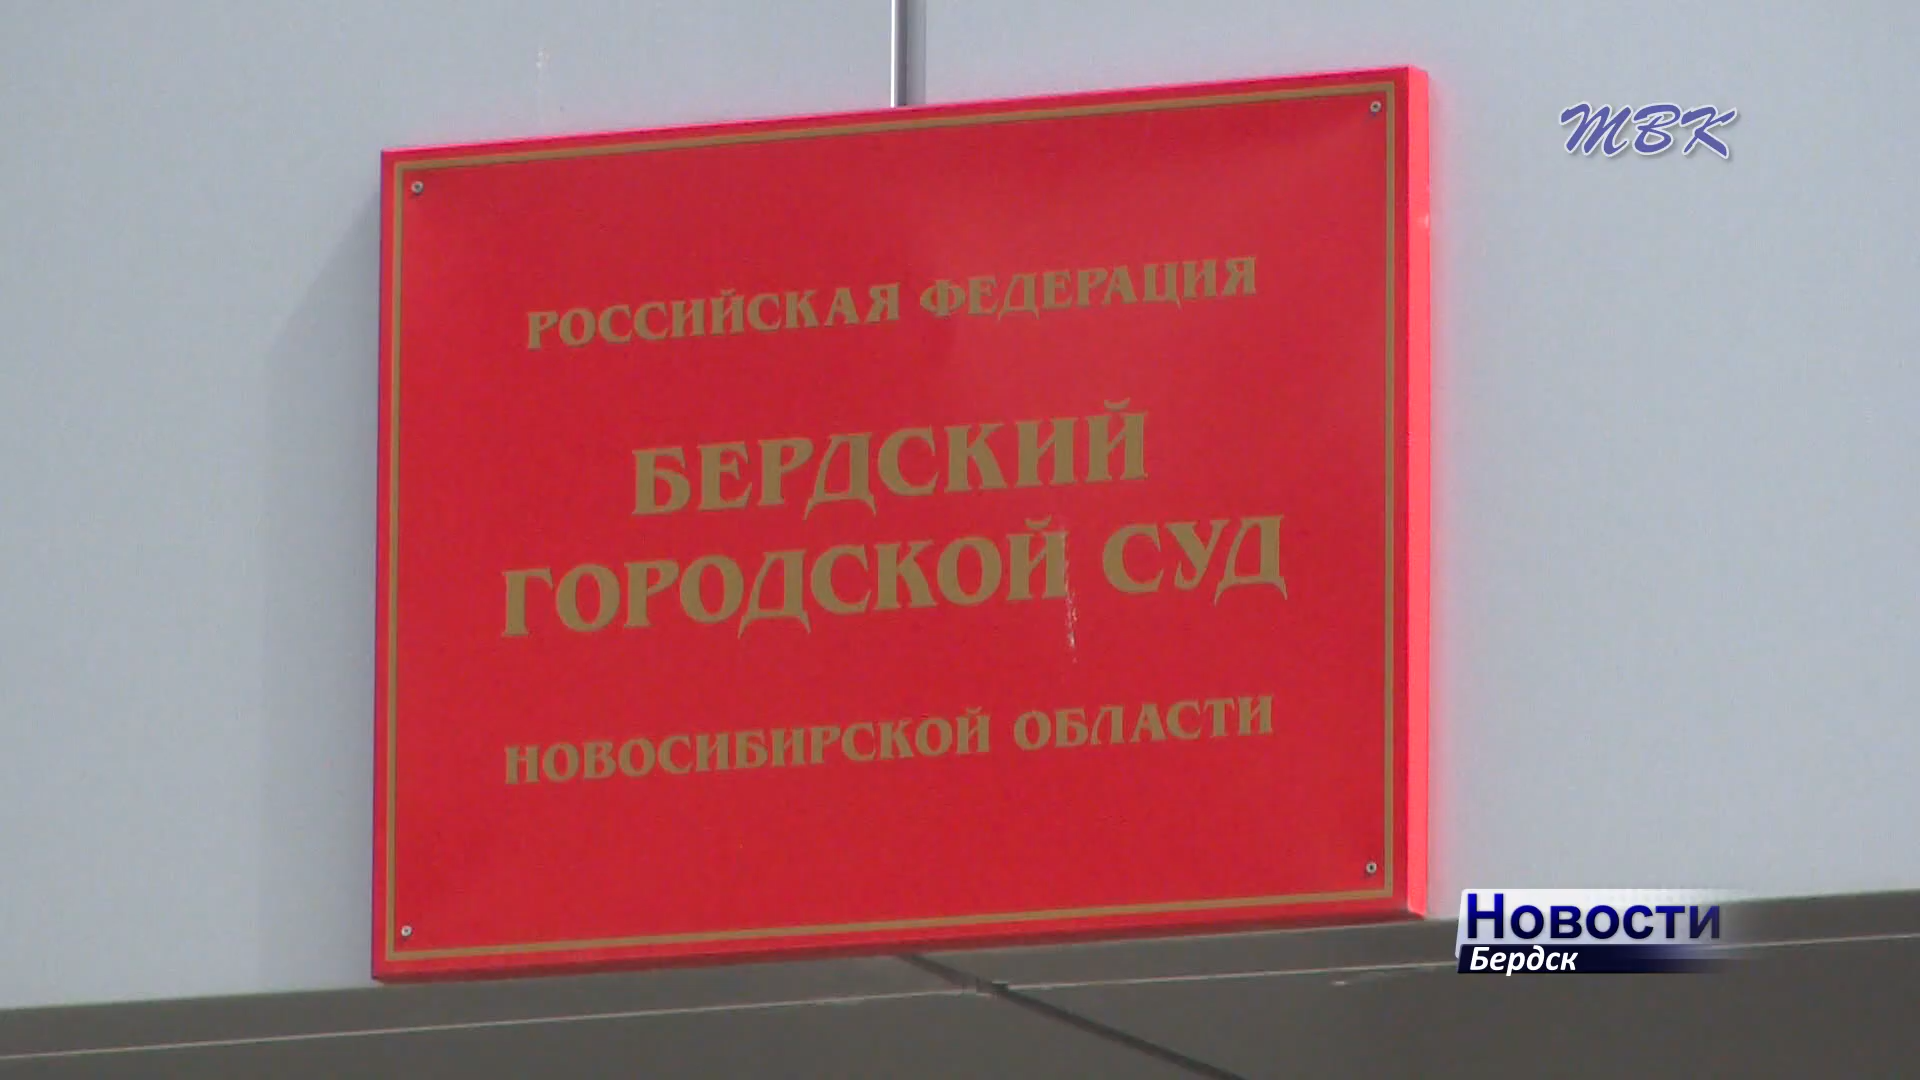 ТВК
РОССИЙСКАЯ ФЕДЕРАЦИЯ
БЕРДСКИЙ
ГОРОДСКОЙ СУД
НОВОСИБИРСКОЙ ОБЛАСТИ
НОВОСТИ
Бердск